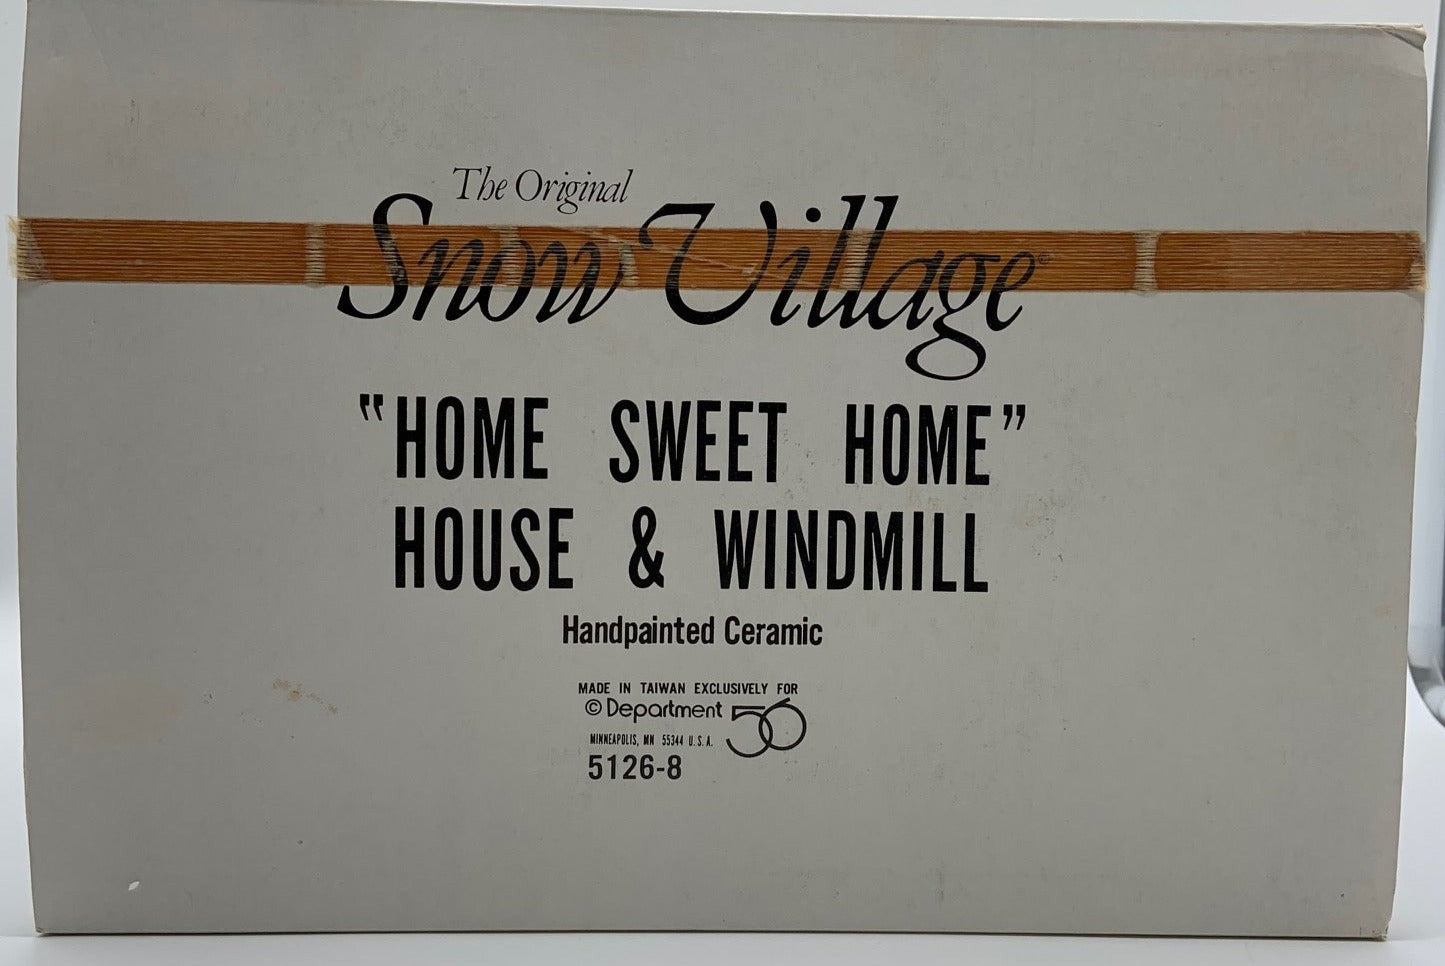 The Original
Snow Village©
"HOME SWEET HOME"
HOUSE & WINDMILL
Handpainted Ceramic
MADE IN TAIWAN EXCLUSIVELY FOR
© Department 56
MINNEAPOLIS, MN 55344 U.S.A.
5126-8